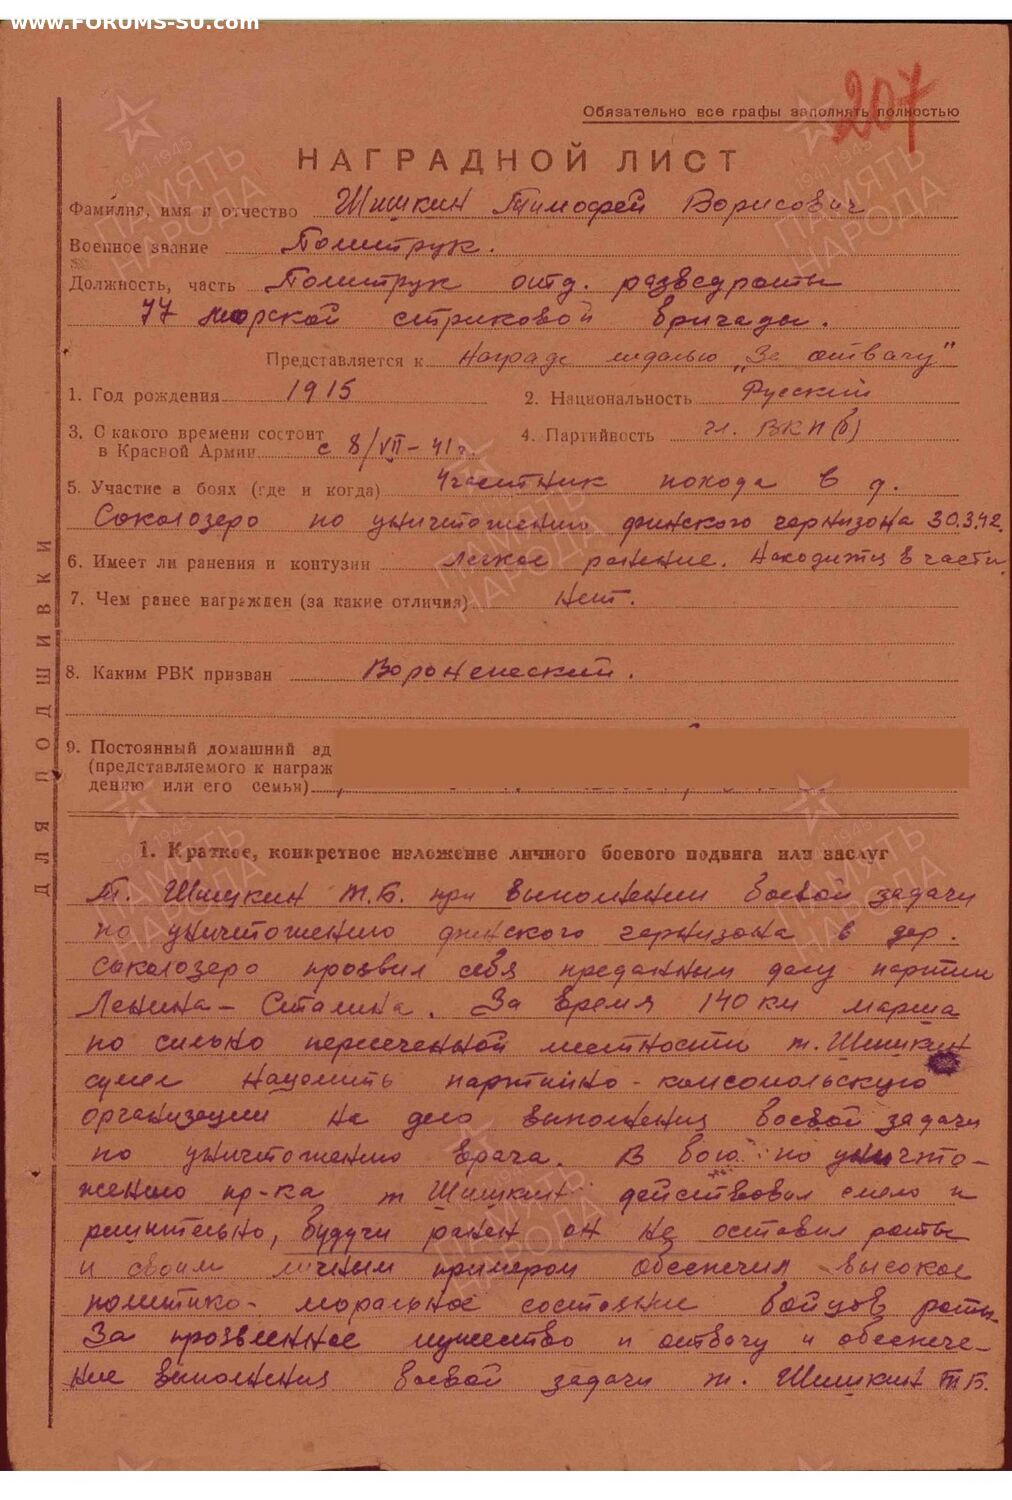 www.FORUMS-SU.com
207
Обязательно все графы заполнять полностью
НАГРАДНОЙ ЛИСТ
Фамилия, имя и отчество Шишкин Тимофей Борисович
Военное звание Политрук.
Должность, часть Политрук отд. разведроты
77 морской стрелковой бригады.
Представляется к награде медалью „За отвагу"
1. Год рождения 1915 2. Национальность Русский
3. С какого времени состоит в Красной Армии с 8/VII-41 г. 4. Партийность чл. ВКП(б)
5. Участие в боях (где и когда) Участник похода в д.
Соколозеро по уничтожению финского гарнизона 30.3.42.
6. Имеет ли ранения и контузии легкое ранение. Находится в части
7. Чем ранее награжден (за какие отличия) Нет.
8. Каким РВК призван Воронежский.
9. Постоянный домашний ад
(представляемого к наград
дению или его семьи)
ДЛЯ ПОДШИВКИ
1. Краткое, конкретное изложение личного боевого подвига или заслуг
Т. Шишкин Т.Б. при выполнении боевой задачи
по уничтожению финского гарнизона в дер.
Соколозеро проявил себя преданным делу партии
Ленина – Сталина. За время 140 км марша
по сильно пересеченной местности т. Шишкин
сумел нацелить партийно-комсомольскую
организации на дело выполнения боевой задачи
по уничтожению врага. В бою по уничто-
жению пр-ка т Шишкин действовал смело и
решительно, будучи ранен он не оставил роты
и своим личным примером обеспечил высокое
политико-моральное состояние бойцов роты.
За проявленное мужество и отвагу и обеспече-
ние выполнения боевой задачи т. Шишкин Т Б.
ПАМЯТЬ НАРОДА 1941-1945